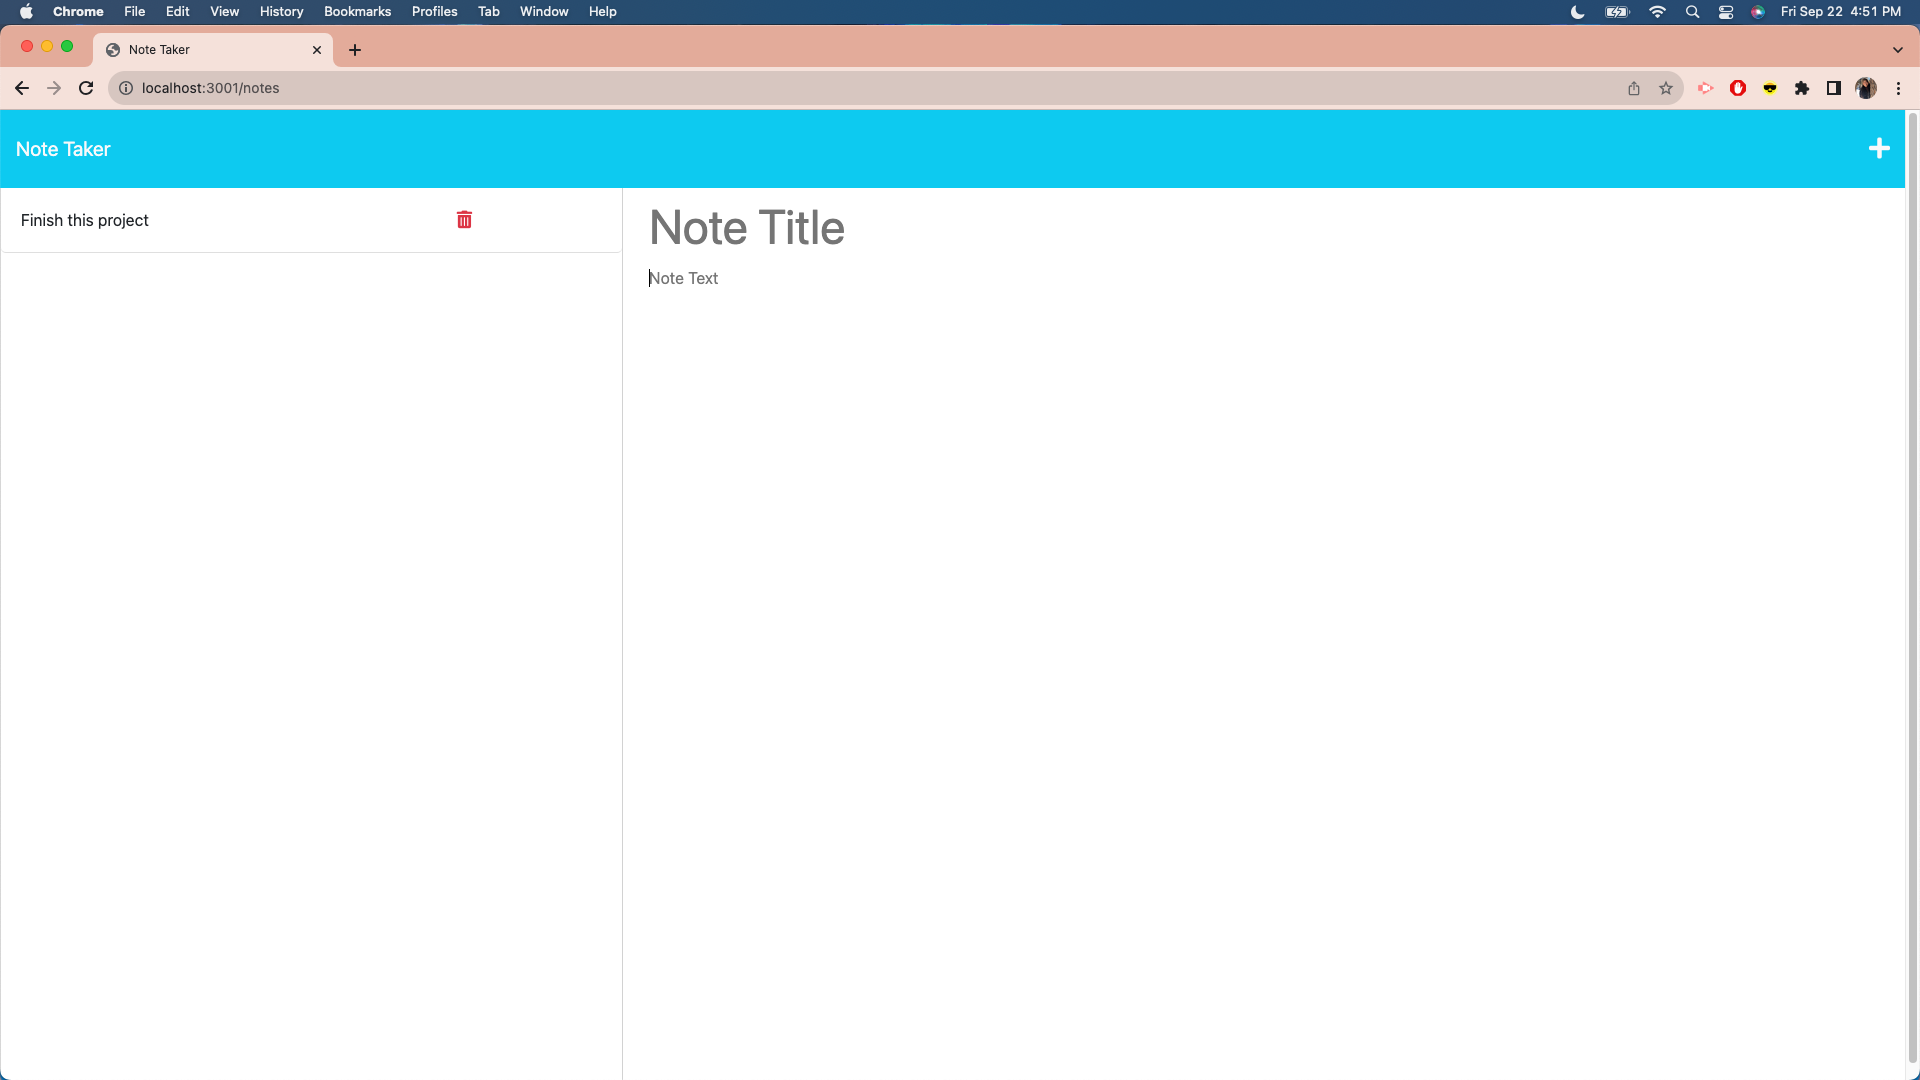 Chrome File Edit View History Bookmarks Profiles Tab Window Help Fri Sep 22 4:51 PM
Note Taker
localhost:3001/notes
Note Taker
Finish this project
Note Title
Note Text